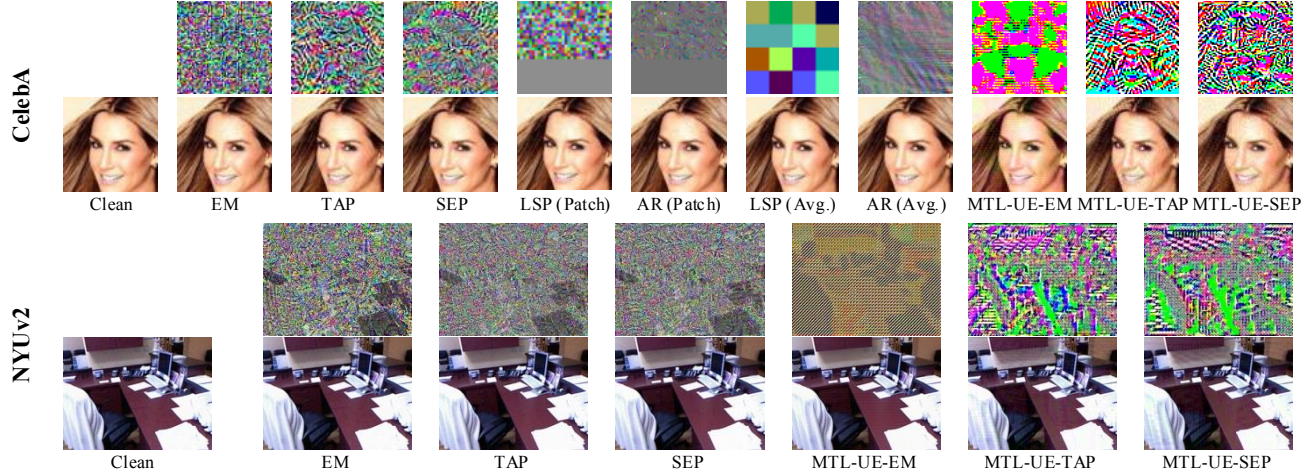 CelebA
Clean EM TAP SEP LSP (Patch) AR (Patch) LSP (Avg.) AR (Avg.) MTL-UE-EM MTL-UE-TAP MTL-UE-SEP
NYUv2
Clean EM TAP SEP MTL-UE-EM MTL-UE-TAP MTL-UE-SEP